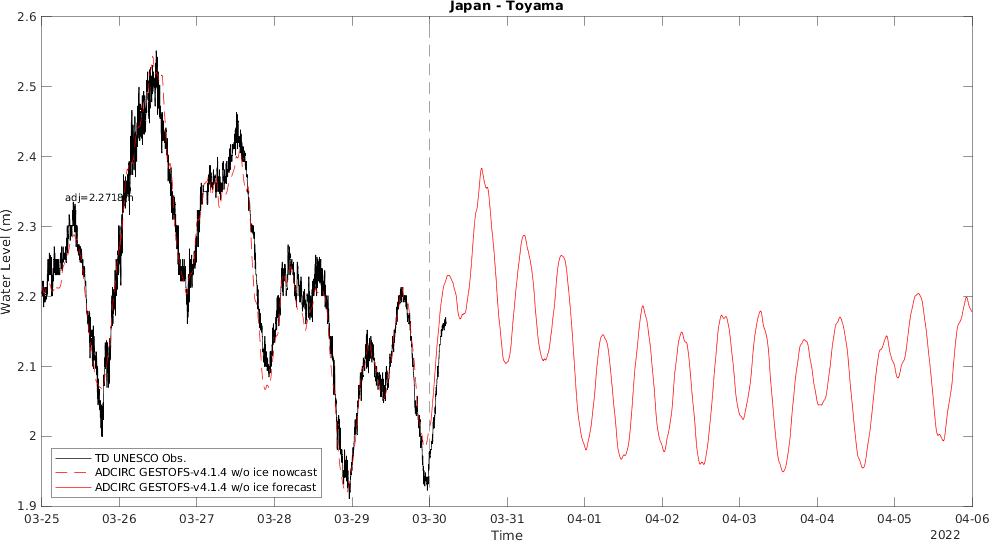 Japan - Toyama
2.6
2.5
2.4
2.3
2.2
2.1
2
1.9
Water Level (m)
adj=2.2718m
TD UNESCO Obs.
ADCIRC GESTOFS-v4.1.4 w/o ice nowcast
ADCIRC GESTOFS-v4.1.4 w/o ice forecast
03-25 03-26 03-27 03-28 03-29 03-30 03-31 04-01 04-02 04-03 04-04 04-05 04-06
Time
2022